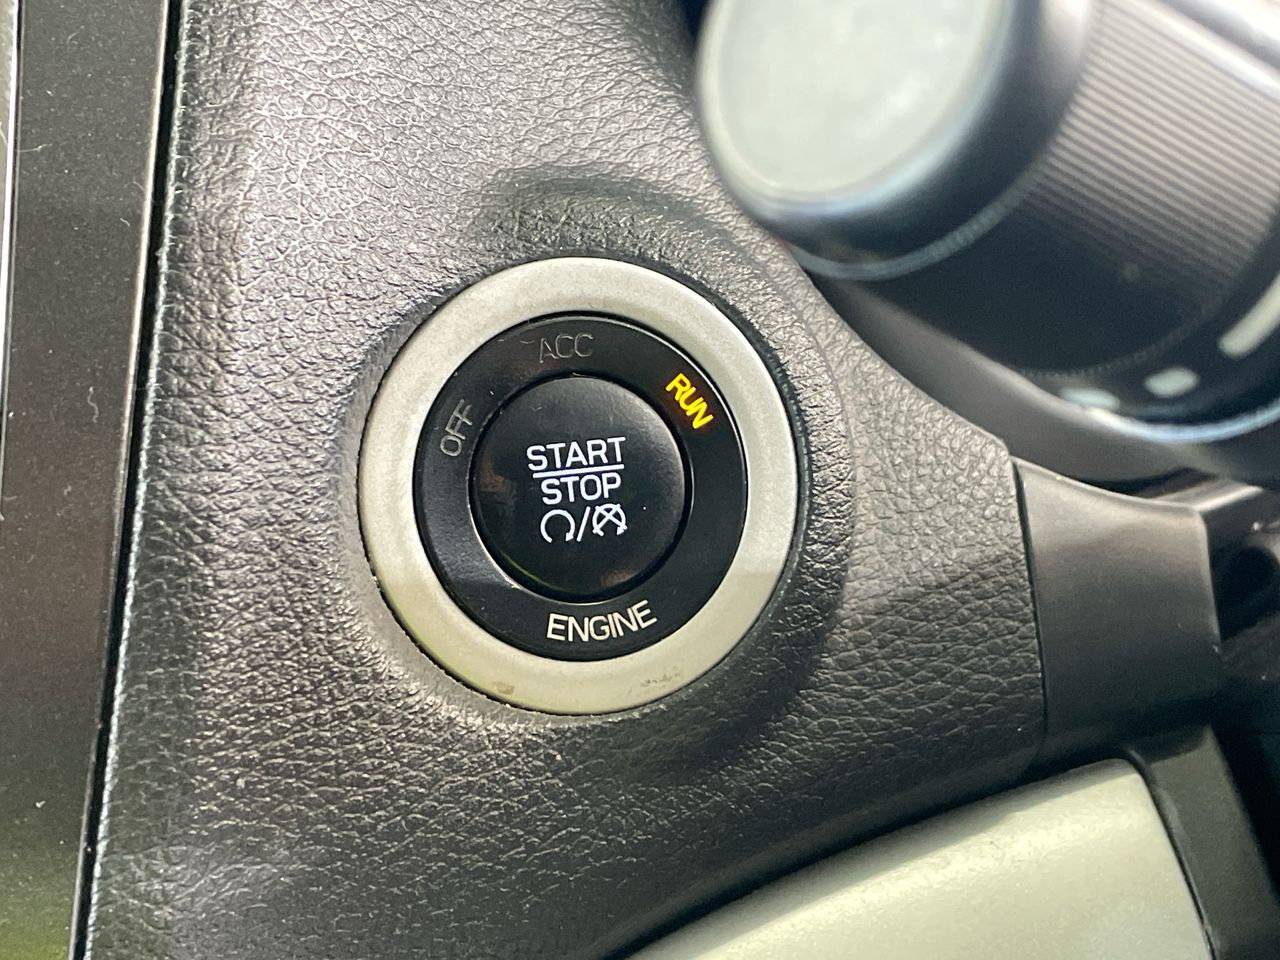 ACC
RUN
OFF
START
STOP
ENGINE